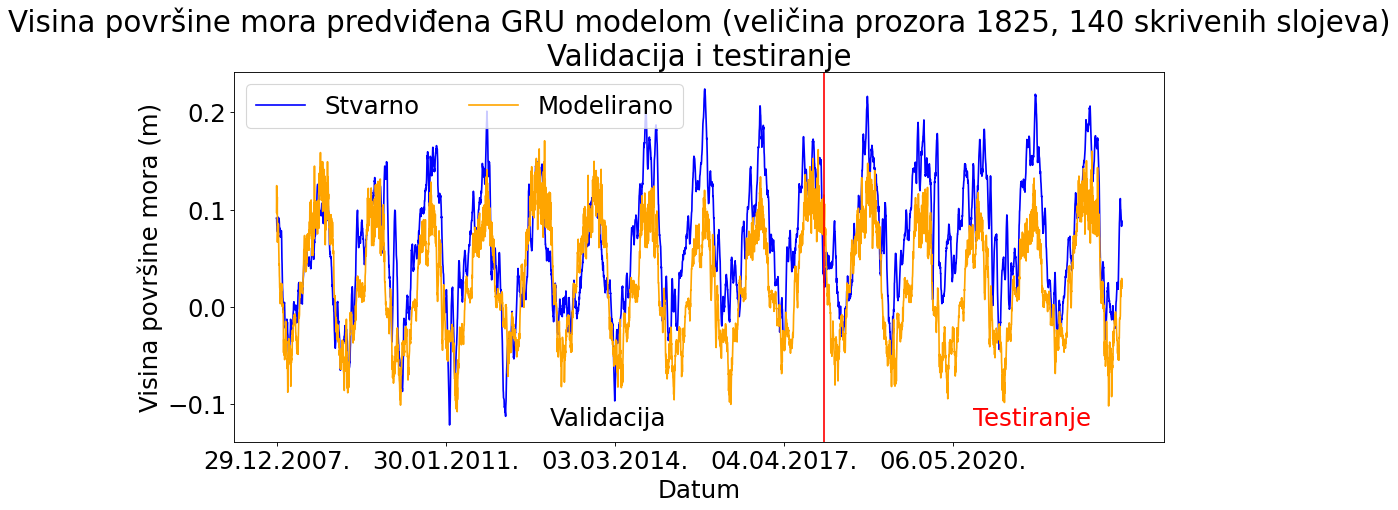 Visina površine mora predviđena GRU modelom (veličina prozora 1825, 140 skrivenih slojeva)
Validacija i testiranje
Stvarno
Modelirano
Visina površine mora (m)
0.2
0.1
0.0
−0.1
Validacija
Testiranje
29.12.2007.
30.01.2011.
03.03.2014.
04.04.2017.
06.05.2020.
Datum